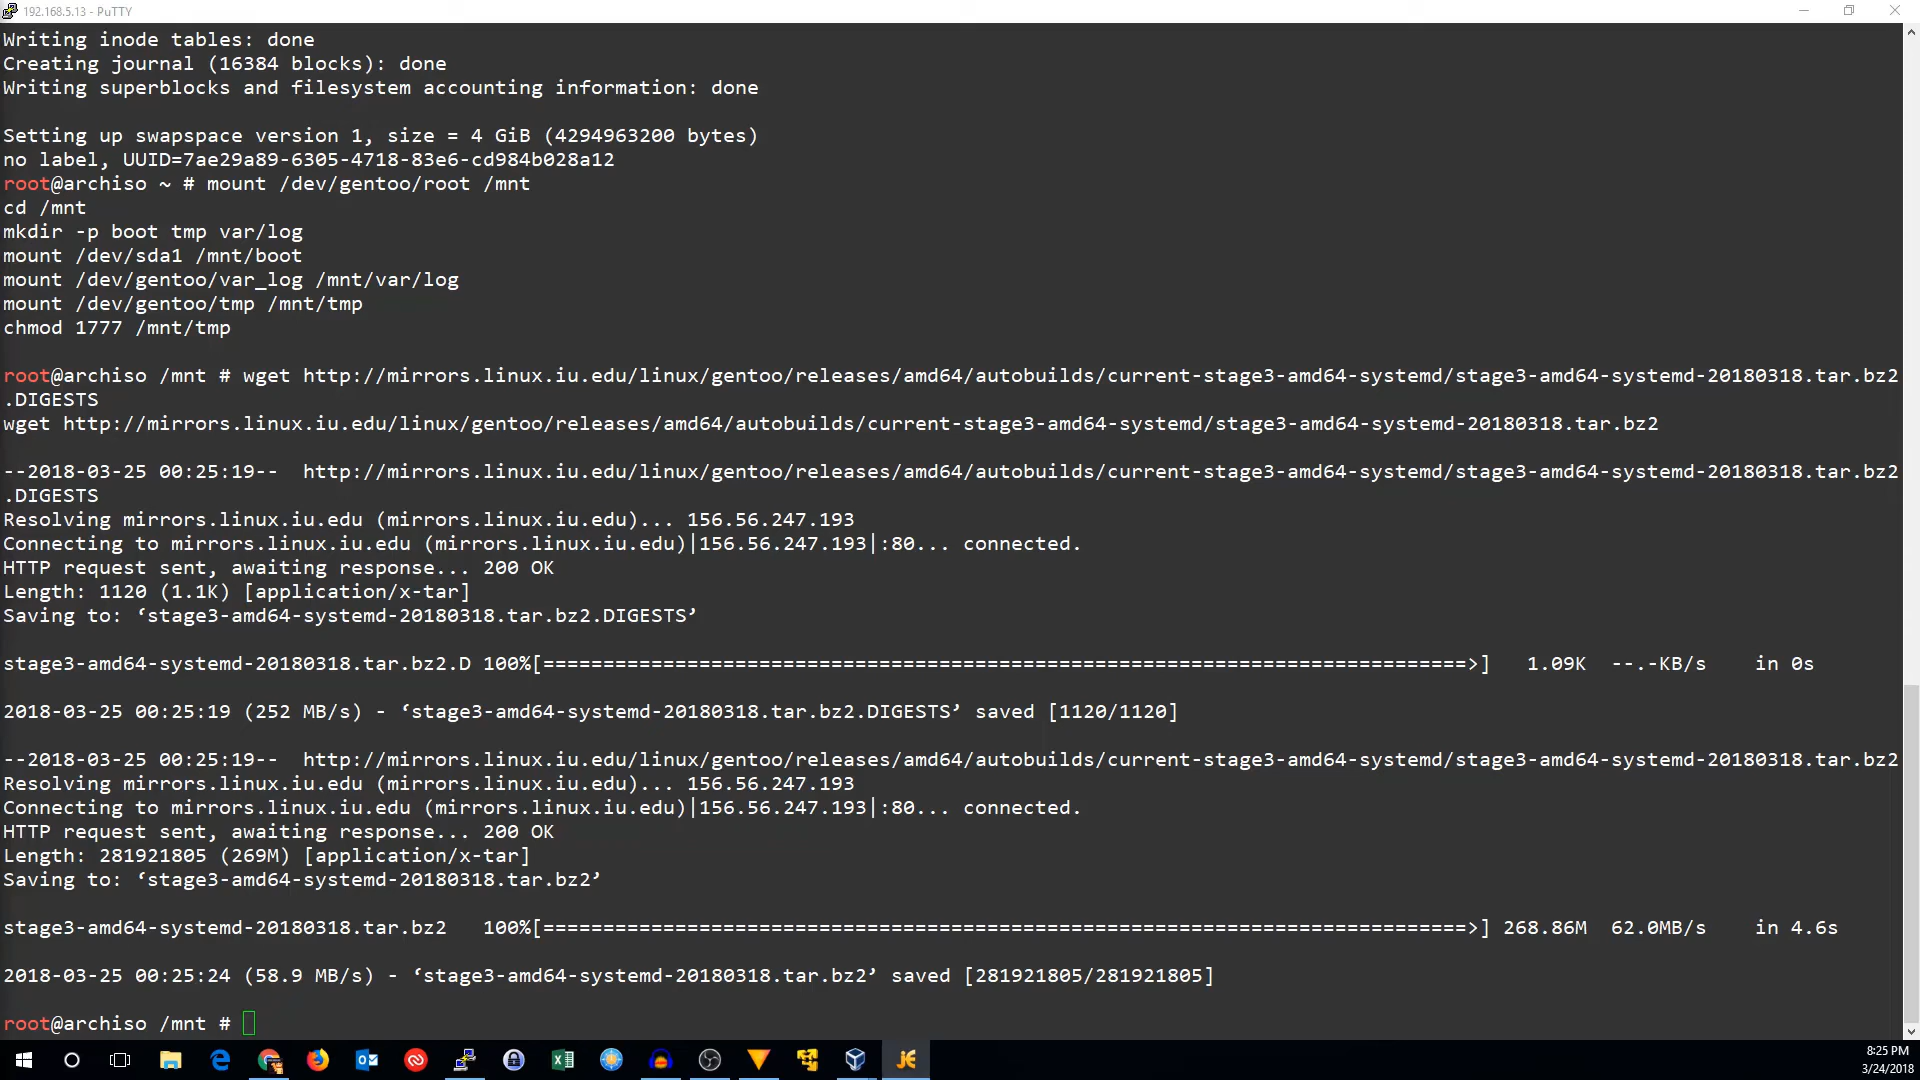 192.168.5.13 - PuTTY
Writing inode tables: done
Creating journal (16384 blocks): done
Writing superblocks and filesystem accounting information: done
Setting up swapspace version 1, size = 4 GiB (4294963200 bytes)
no label, UUID=7ae29a89-6305-4718-83e6-cd984b028a12
root@archiso ~ # mount /dev/gentoo/root /mnt
cd /mnt
mkdir -p boot tmp var/log
mount /dev/sda1 /mnt/boot
mount /dev/gentoo/var_log /mnt/var/log
mount /dev/gentoo/tmp /mnt/tmp
chmod 1777 /mnt/tmp
root@archiso /mnt # wget http://mirrors.linux.iu.edu/linux/gentoo/releases/amd64/autobuilds/current-stage3-amd64-systemd/stage3-amd64-systemd-20180318.tar.bz2
.DIGESTS
wget http://mirrors.linux.iu.edu/linux/gentoo/releases/amd64/autobuilds/current-stage3-amd64-systemd/stage3-amd64-systemd-20180318.tar.bz2
--2018-03-25 00:25:19--  http://mirrors.linux.iu.edu/linux/gentoo/releases/amd64/autobuilds/current-stage3-amd64-systemd/stage3-amd64-systemd-20180318.tar.bz2
.DIGESTS
Resolving mirrors.linux.iu.edu (mirrors.linux.iu.edu)... 156.56.247.193
Connecting to mirrors.linux.iu.edu (mirrors.linux.iu.edu)|156.56.247.193|:80... connected.
HTTP request sent, awaiting response... 200 OK
Length: 1120 (1.1K) [application/x-tar]
Saving to: ‘stage3-amd64-systemd-20180318.tar.bz2.DIGESTS’
stage3-amd64-systemd-20180318.tar.bz2.D 100%[=============================================================================>]   1.09K  --.-KB/s    in 0s
2018-03-25 00:25:19 (252 MB/s) - ‘stage3-amd64-systemd-20180318.tar.bz2.DIGESTS’ saved [1120/1120]
--2018-03-25 00:25:19--  http://mirrors.linux.iu.edu/linux/gentoo/releases/amd64/autobuilds/current-stage3-amd64-systemd/stage3-amd64-systemd-20180318.tar.bz2
Resolving mirrors.linux.iu.edu (mirrors.linux.iu.edu)... 156.56.247.193
Connecting to mirrors.linux.iu.edu (mirrors.linux.iu.edu)|156.56.247.193|:80... connected.
HTTP request sent, awaiting response... 200 OK
Length: 281921805 (269M) [application/x-tar]
Saving to: ‘stage3-amd64-systemd-20180318.tar.bz2’
stage3-amd64-systemd-20180318.tar.bz2   100%[=============================================================================>] 268.86M  62.0MB/s    in 4.6s
2018-03-25 00:25:24 (58.9 MB/s) - ‘stage3-amd64-systemd-20180318.tar.bz2’ saved [281921805/281921805]
root@archiso /mnt #
8:25 PM
3/24/2018